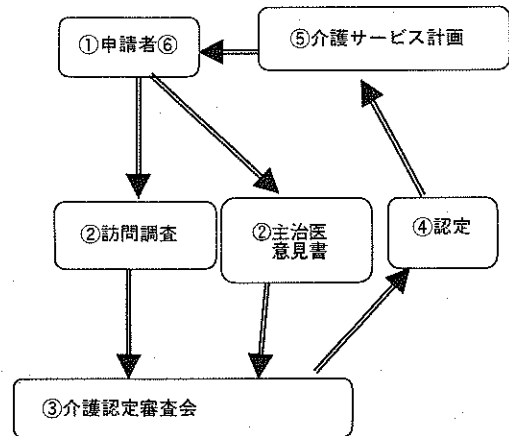 ①申請者⑥
⑤介護サービス計画
②訪問調査
②主治医
意見書
④認定
③介護認定審査会